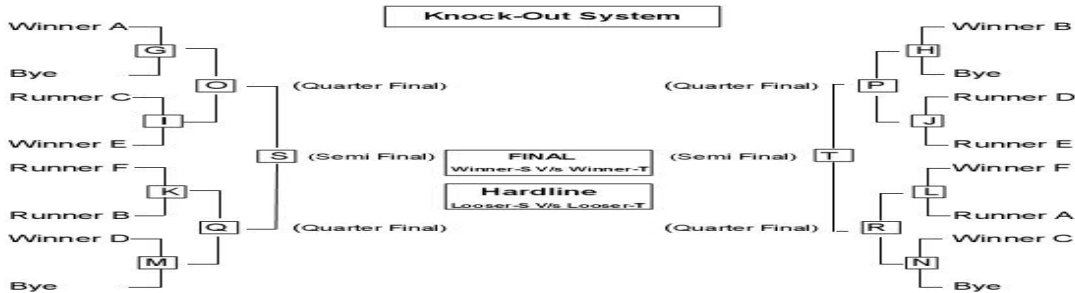 Knock-Out System
Winner A
G
Bye
O
(Quarter Final)
Runner C
I
Winner E
S
(Semi Final)
Runner F
K
Runner B
Q
(Quarter Final)
Winner D
M
Bye
FINAL
Winner-S V/s Winner-T
Hardline
Looser-S V/s Looser-T
Winner B
H
Bye
(Quarter Final)
P
Runner D
J
Runner E
(Semi Final)
T
Winner F
L
Runner A
(Quarter Final)
R
Winner C
N
Bye